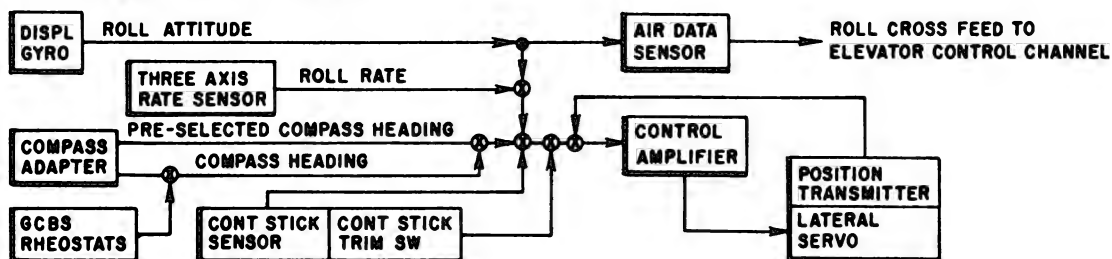 DISPL
GYRO
ROLL ATTITUDE
AIR DATA
SENSOR
ROLL CROSS FEED TO
ELEVATOR CONTROL CHANNEL
THREE AXIS
RATE SENSOR
ROLL RATE
COMPASS
ADAPTER
PRE-SELECTED COMPASS HEADING
COMPASS HEADING
CONTROL
AMPLIFIER
GCBS
RHEOSTATS
CONT STICK
SENSOR
CONT STICK
TRIM SW
POSITION
TRANSMITTER
LATERAL
SERVO